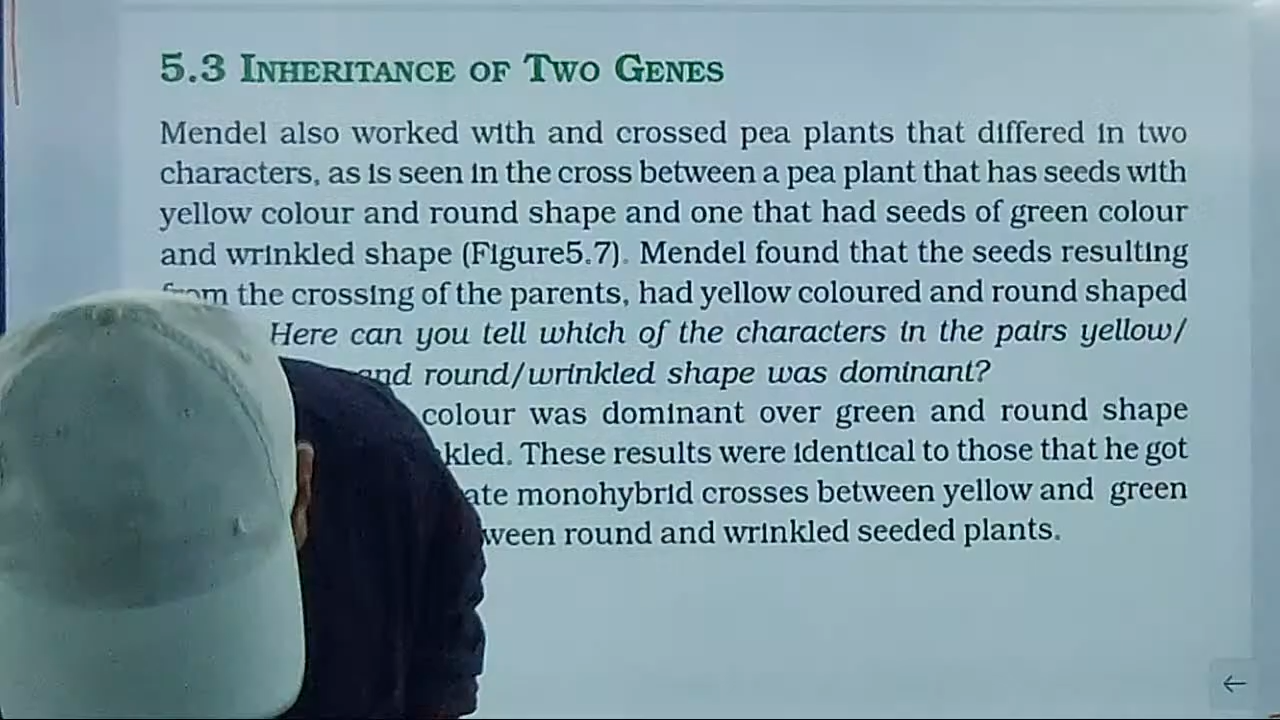 5.3 INHERITANCE OF TWO GENES
Mendel also worked with and crossed pea plants that differed in two
characters, as is seen in the cross between a pea plant that has seeds with
yellow colour and round shape and one that had seeds of green colour
and wrinkled shape (Figure5.7). Mendel found that the seeds resulting
from the crossing of the parents, had yellow coloured and round shaped
Here can you tell which of the characters in the pairs yellow/
and round/wrinkled shape was dominant?
colour was dominant over green and round shape
These results were identical to those that he got
monohybrid crosses between yellow and green
round and wrinkled seeded plants.